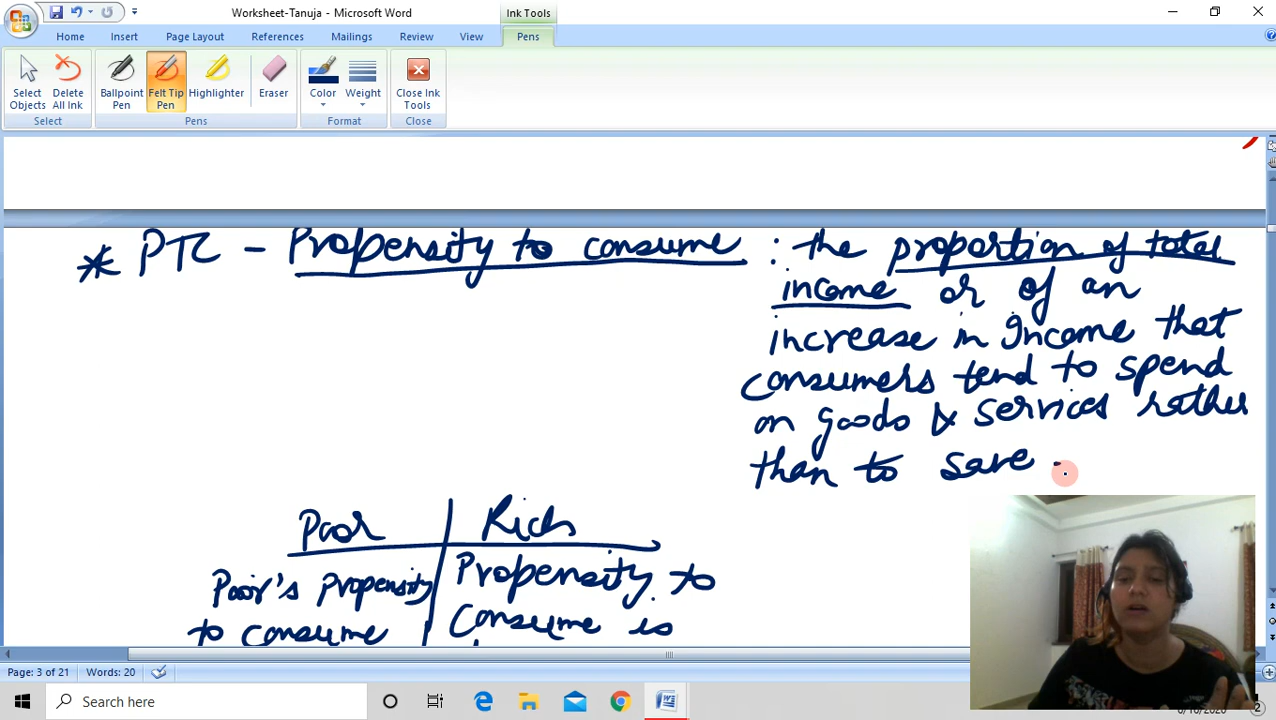 Worksheet-Tanuja - Microsoft Word
Ink Tools
Home Insert Page Layout References Mailings Review View Pens
Select Objects
Delete All Ink
Ballpoint Pen
Felt Tip Pen
Highlighter
Eraser
Color
Weight
Close Ink Tools
Select Pens Format Close
* PTC - Propensity to consume : the proportion of total
income or of an
increase in Income that
consumers tend to spend
on goods & services rather
than to save.
Poor Rich
Poor's Propensity
to consume
Propensity to
Consume is
Page: 3 of 21 Words: 20
Search here
2